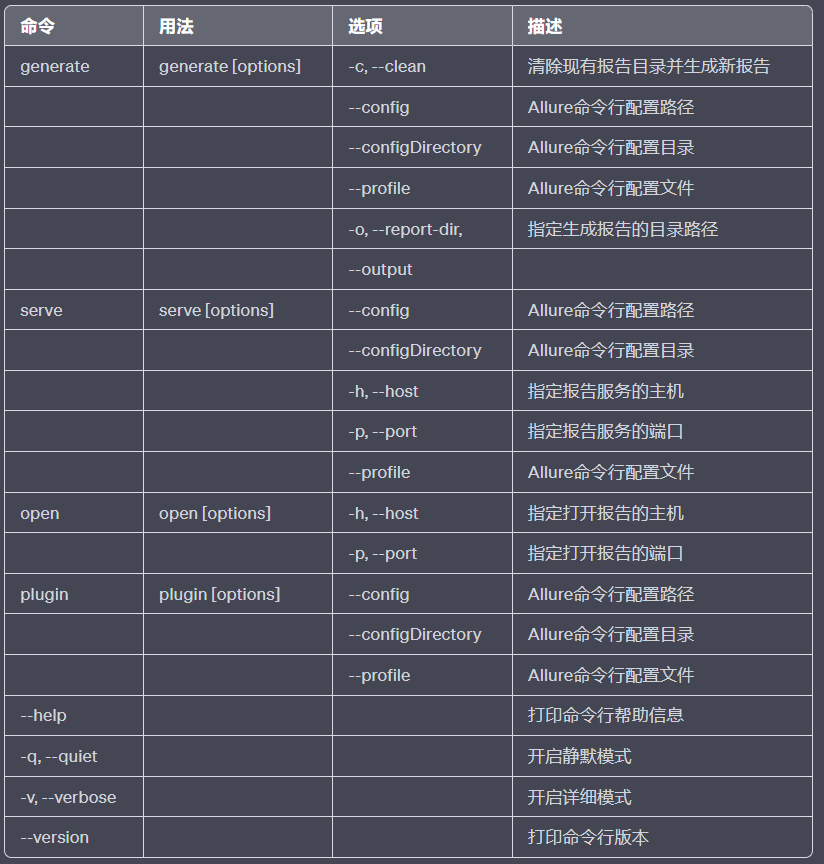 命令 用法 选项 描述
generate generate [options] -c, --clean 清除现有报告目录并生成新报告
--config Allure命令行配置路径
--configDirectory Allure命令行配置目录
--profile Allure命令行配置文件
-o, --report-dir, 指定生成报告的目录路径
--output
serve serve [options] --config Allure命令行配置路径
--configDirectory Allure命令行配置目录
-h, --host 指定报告服务的主机
-p, --port 指定报告服务的端口
--profile Allure命令行配置文件
open open [options] -h, --host 指定打开报告的主机
-p, --port 指定打开报告的端口
plugin plugin [options] --config Allure命令行配置路径
--configDirectory Allure命令行配置目录
--profile Allure命令行配置文件
--help 打印命令行帮助信息
-q, --quiet 开启静默模式
-v, --verbose 开启详细模式
--version 打印命令行版本